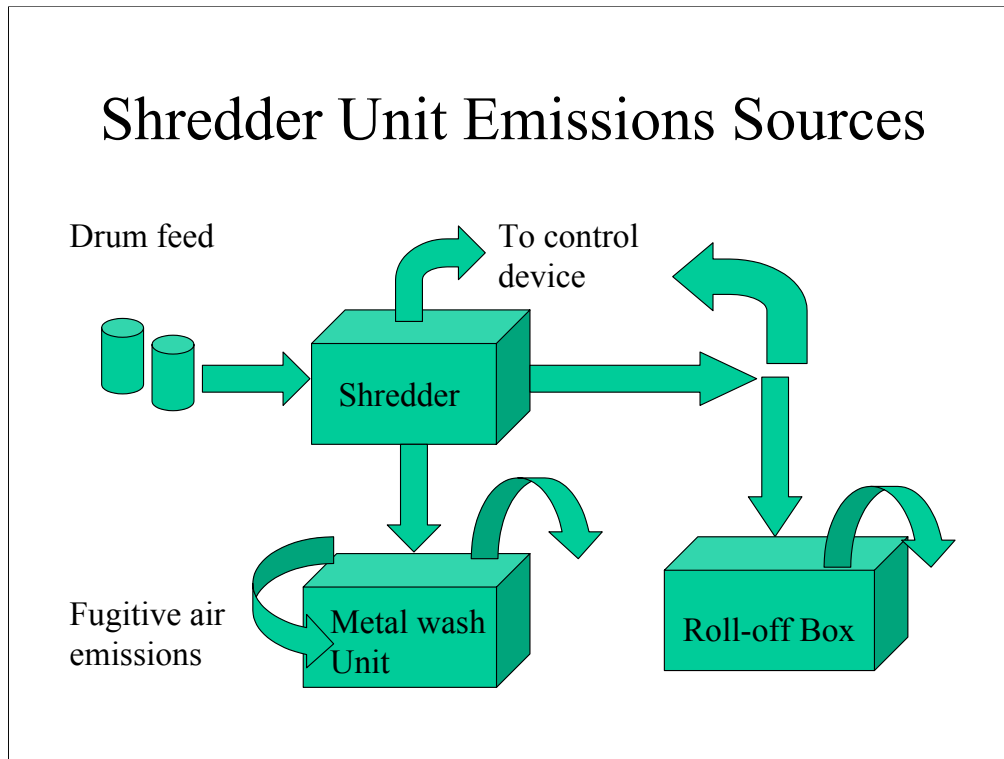 Shredder Unit Emissions Sources
Drum feed
To control
device
Shredder
Fugitive air
emissions
Metal wash
Unit
Roll-off Box